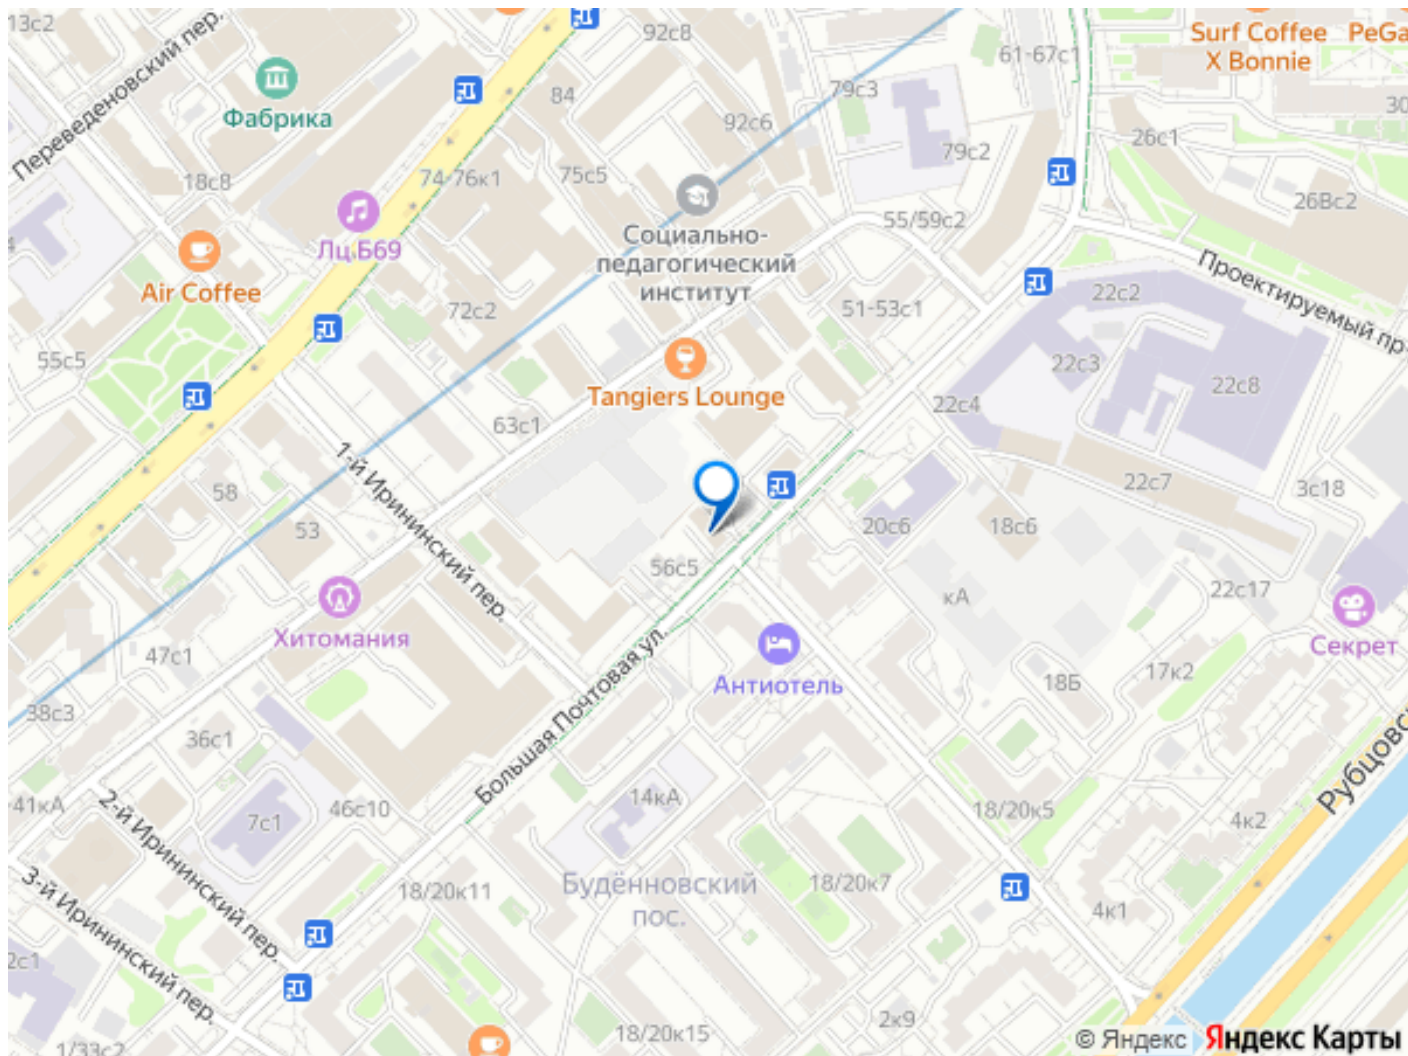 13с2
92с8
61-67с1
Surf Coffee
X Bonnie
PeGa
Переведеновский пер.
Фабрика
84
79с3
92с6
30
26с1
79с2
18с8
74-76к1
75с5
26Вс2
Лц Б69
Социально-
педагогический
институт
55/59с2
Air Coffee
Проектируемый пр-
72с2
51-53с1
22с2
55с5
22с3
22с8
Tangiers Lounge
22с4
63с1
1-й Ирининский пер.
58
53
22с7
3с18
20с6
18с6
56с5
22с17
кА
Хитомания
Секрет
47с1
Антиотель
17к2
18Б
38с3
36с1
Большая Почтовая ул.
Рубцовск
41кА
2-й Ирининский пер.
7с1
46с10
14кА
18/20к5
4к2
3-й Ирининский пер.
18/20к11
Будённовский
пос.
18/20к7
4к1
2с1
18/20к15
2к9
1/33с2
© Яндекс Яндекс Карты